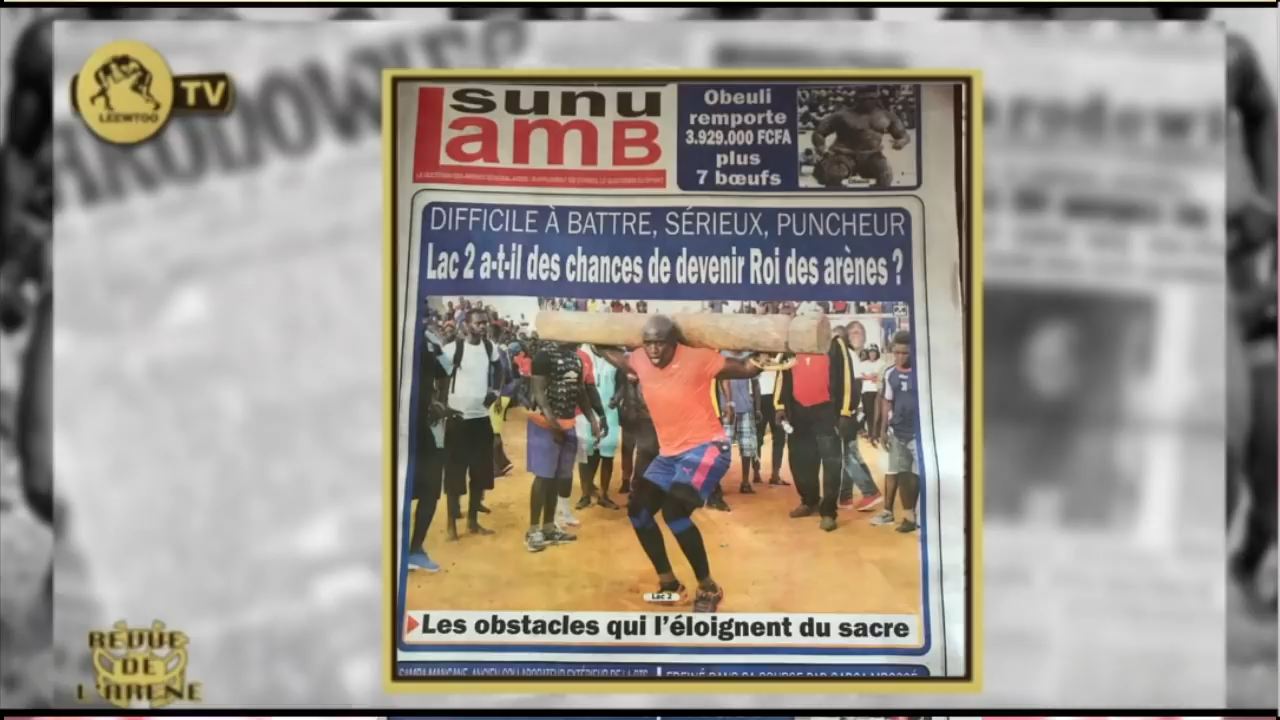 LEEWTOO
TV
sunu
Lamb
Obeuli
remporte
3.929.000 FCFA
plus
7 bœufs
DIFFICILE À BATTRE, SÉRIEUX, PUNCHEUR
Lac 2 a-t-il des chances de devenir Roi des arènes ?
Lac 2
Les obstacles qui l'éloignent du sacre
REVUE
DE
L'ARENE